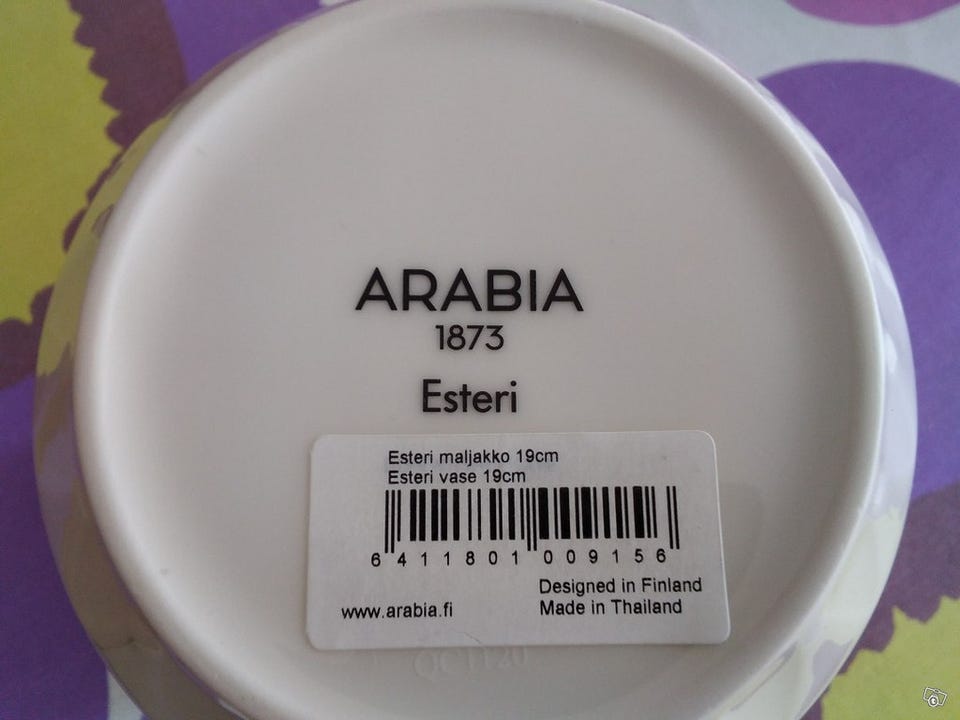 ARABIA
1873
Esteri
Esteri maljakko 19cm
Esteri vase 19cm
6 411801 009156
Designed in Finland
www.arabia.fi Made in Thailand